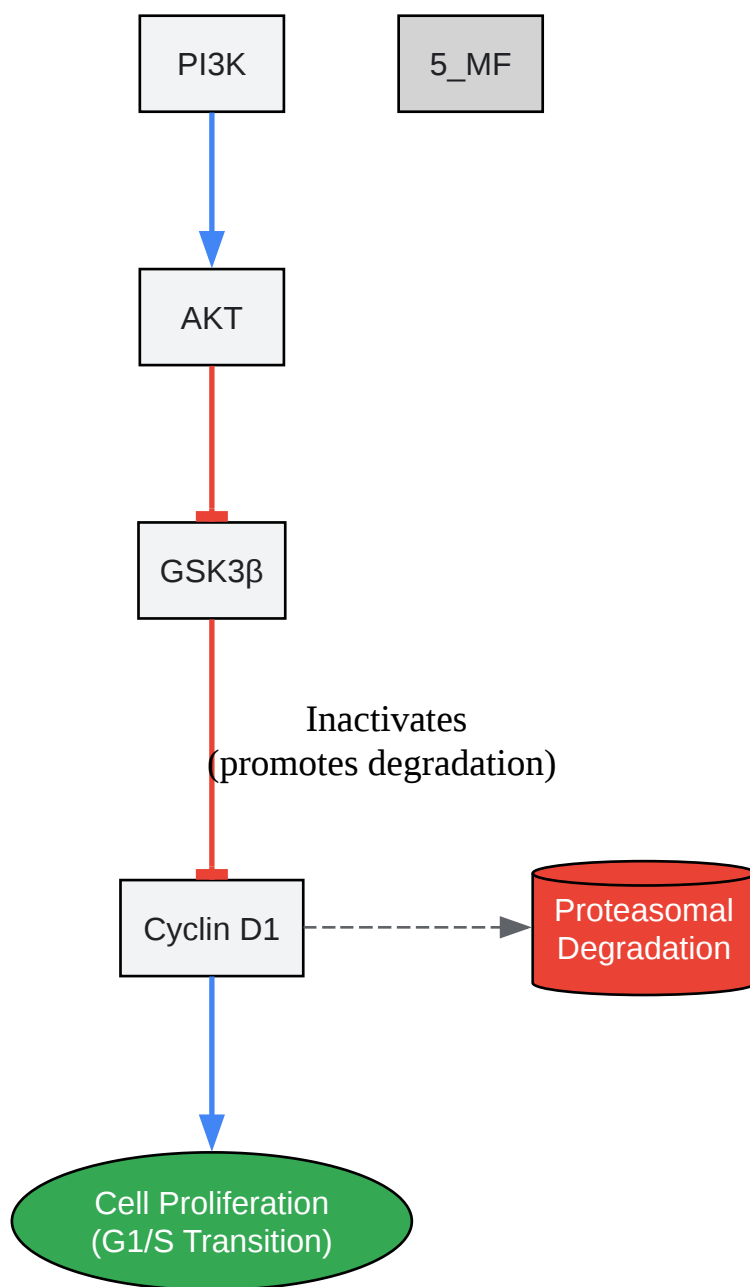 PI3K
5_MF
AKT
GSK3β
Inactivates
(promotes degradation)
Cyclin D1
Proteasomal
Degradation
Cell Proliferation
(G1/S Transition)